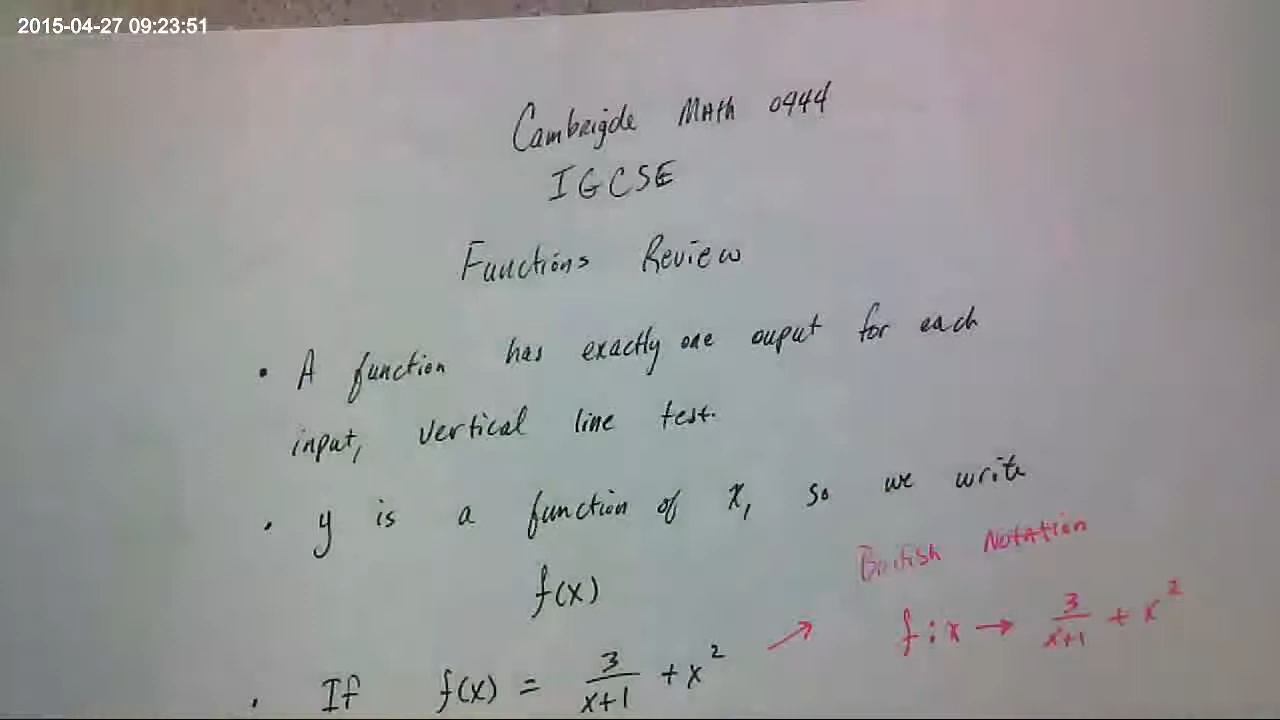 2015-04-27 09:23:51
Cambrigde Math 0444
IGCSE
Functions Review
• A function has exactly one ouput for each
input, vertical line test.
• y is a function of x, so we write
f(x)
British Notation
f : x → 3/(x+1) + x²
• If f(x) = 3/(x+1) + x²